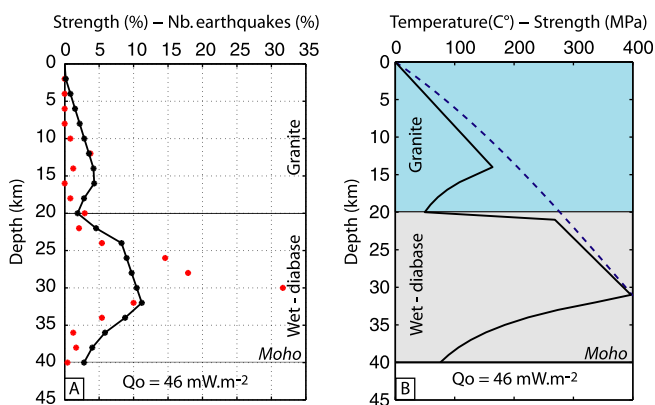 Strength (%) – Nb. earthquakes (%)
0 5 10 15 20 25 30 35
0
5
10
15
20
25
30
35
40
45
Depth (km)
Granite
Wet - diabase
Moho
A
Qo = 46 mW.m-2
Temperature(C°) – Strength (MPa)
0 100 200 300 400
0
5
10
15
20
25
30
35
40
45
Depth (km)
Granite
Wet - diabase
Moho
B
Qo = 46 mW.m-2